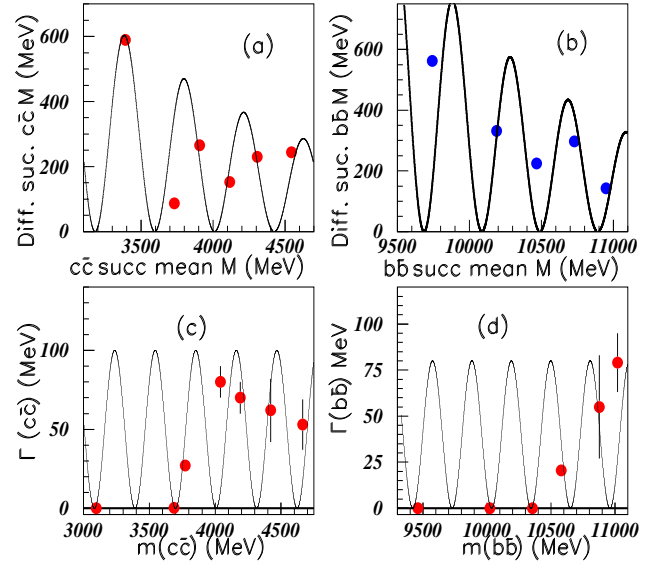 (a)
Diff. suc. cc̄ M (MeV)
600
400
200
0
3500 4000 4500
cc̄ succ mean M (MeV)
(b)
Diff. suc. bb̄ M (MeV)
600
400
200
0
9500 10000 10500 11000
bb̄ succ mean M (MeV)
(c)
Γ (cc̄) (MeV)
100
50
0
3000 3500 4000 4500
m(cc̄) (MeV)
(d)
Γ(bb̄) MeV
100
75
50
25
0
9500 10000 10500 11000
m(bb̄) (MeV)